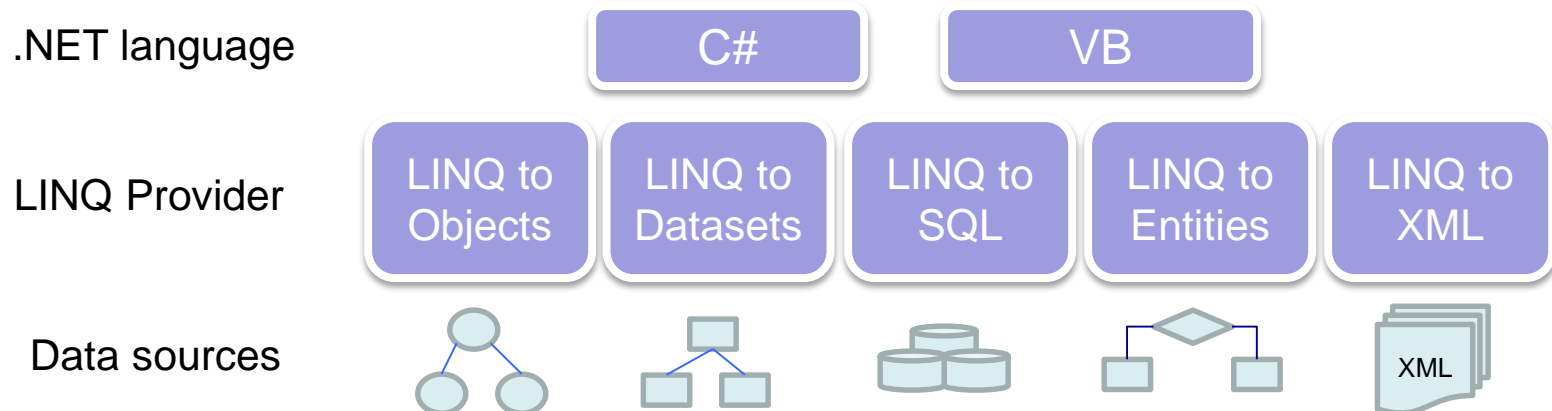 .NET language
C#
VB
LINQ Provider
LINQ to
Objects
LINQ to
Datasets
LINQ to
SQL
LINQ to
Entities
LINQ to
XML
Data sources
XML